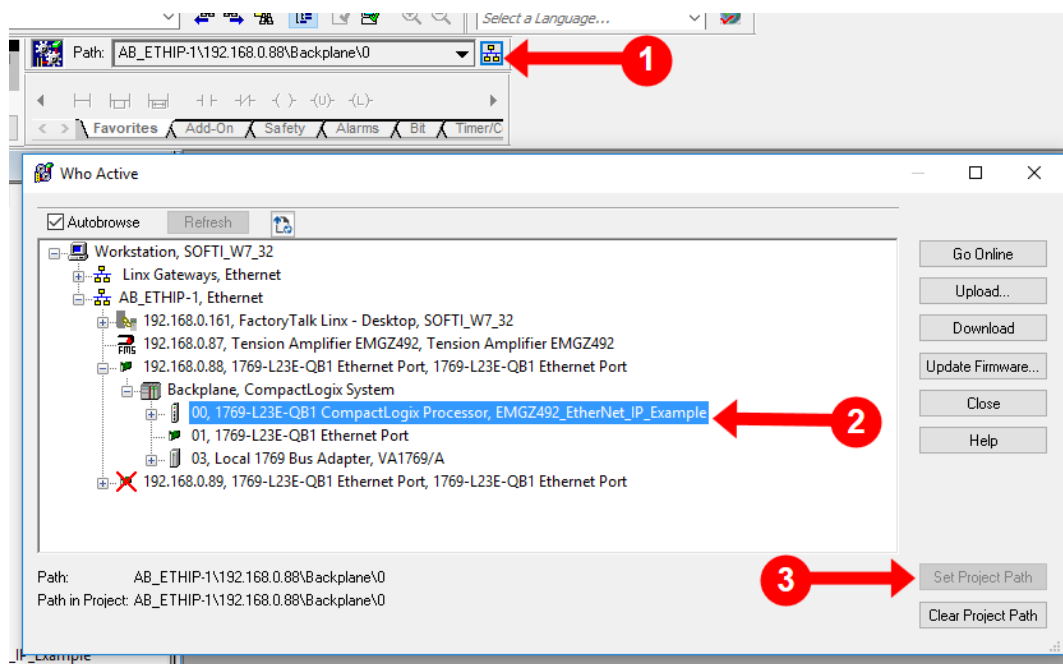 Select a Language...
Path: AB_ETHIP-1\192.168.0.88\Backplane\0
1
Favorites Add-On Safety Alarms Bit Timer/C
Who Active
Autobrowse Refresh
Workstation, SOFTI_W7_32
Linx Gateways, Ethernet
AB_ETHIP-1, Ethernet
192.168.0.161, FactoryTalk Linx - Desktop, SOFTI_W7_32
FMS 192.168.0.87, Tension Amplifier EMGZ492, Tension Amplifier EMGZ492
192.168.0.88, 1769-L23E-QB1 Ethernet Port, 1769-L23E-QB1 Ethernet Port
Backplane, CompactLogix System
00, 1769-L23E-QB1 CompactLogix Processor, EMGZ492_EtherNet_IP_Example
2
01, 1769-L23E-QB1 Ethernet Port
03, Local 1769 Bus Adapter, VA1769/A
192.168.0.89, 1769-L23E-QB1 Ethernet Port, 1769-L23E-QB1 Ethernet Port
Go Online
Upload...
Download
Update Firmware...
Close
Help
Path: AB_ETHIP-1\192.168.0.88\Backplane\0
Path in Project: AB_ETHIP-1\192.168.0.88\Backplane\0
3
Set Project Path
Clear Project Path